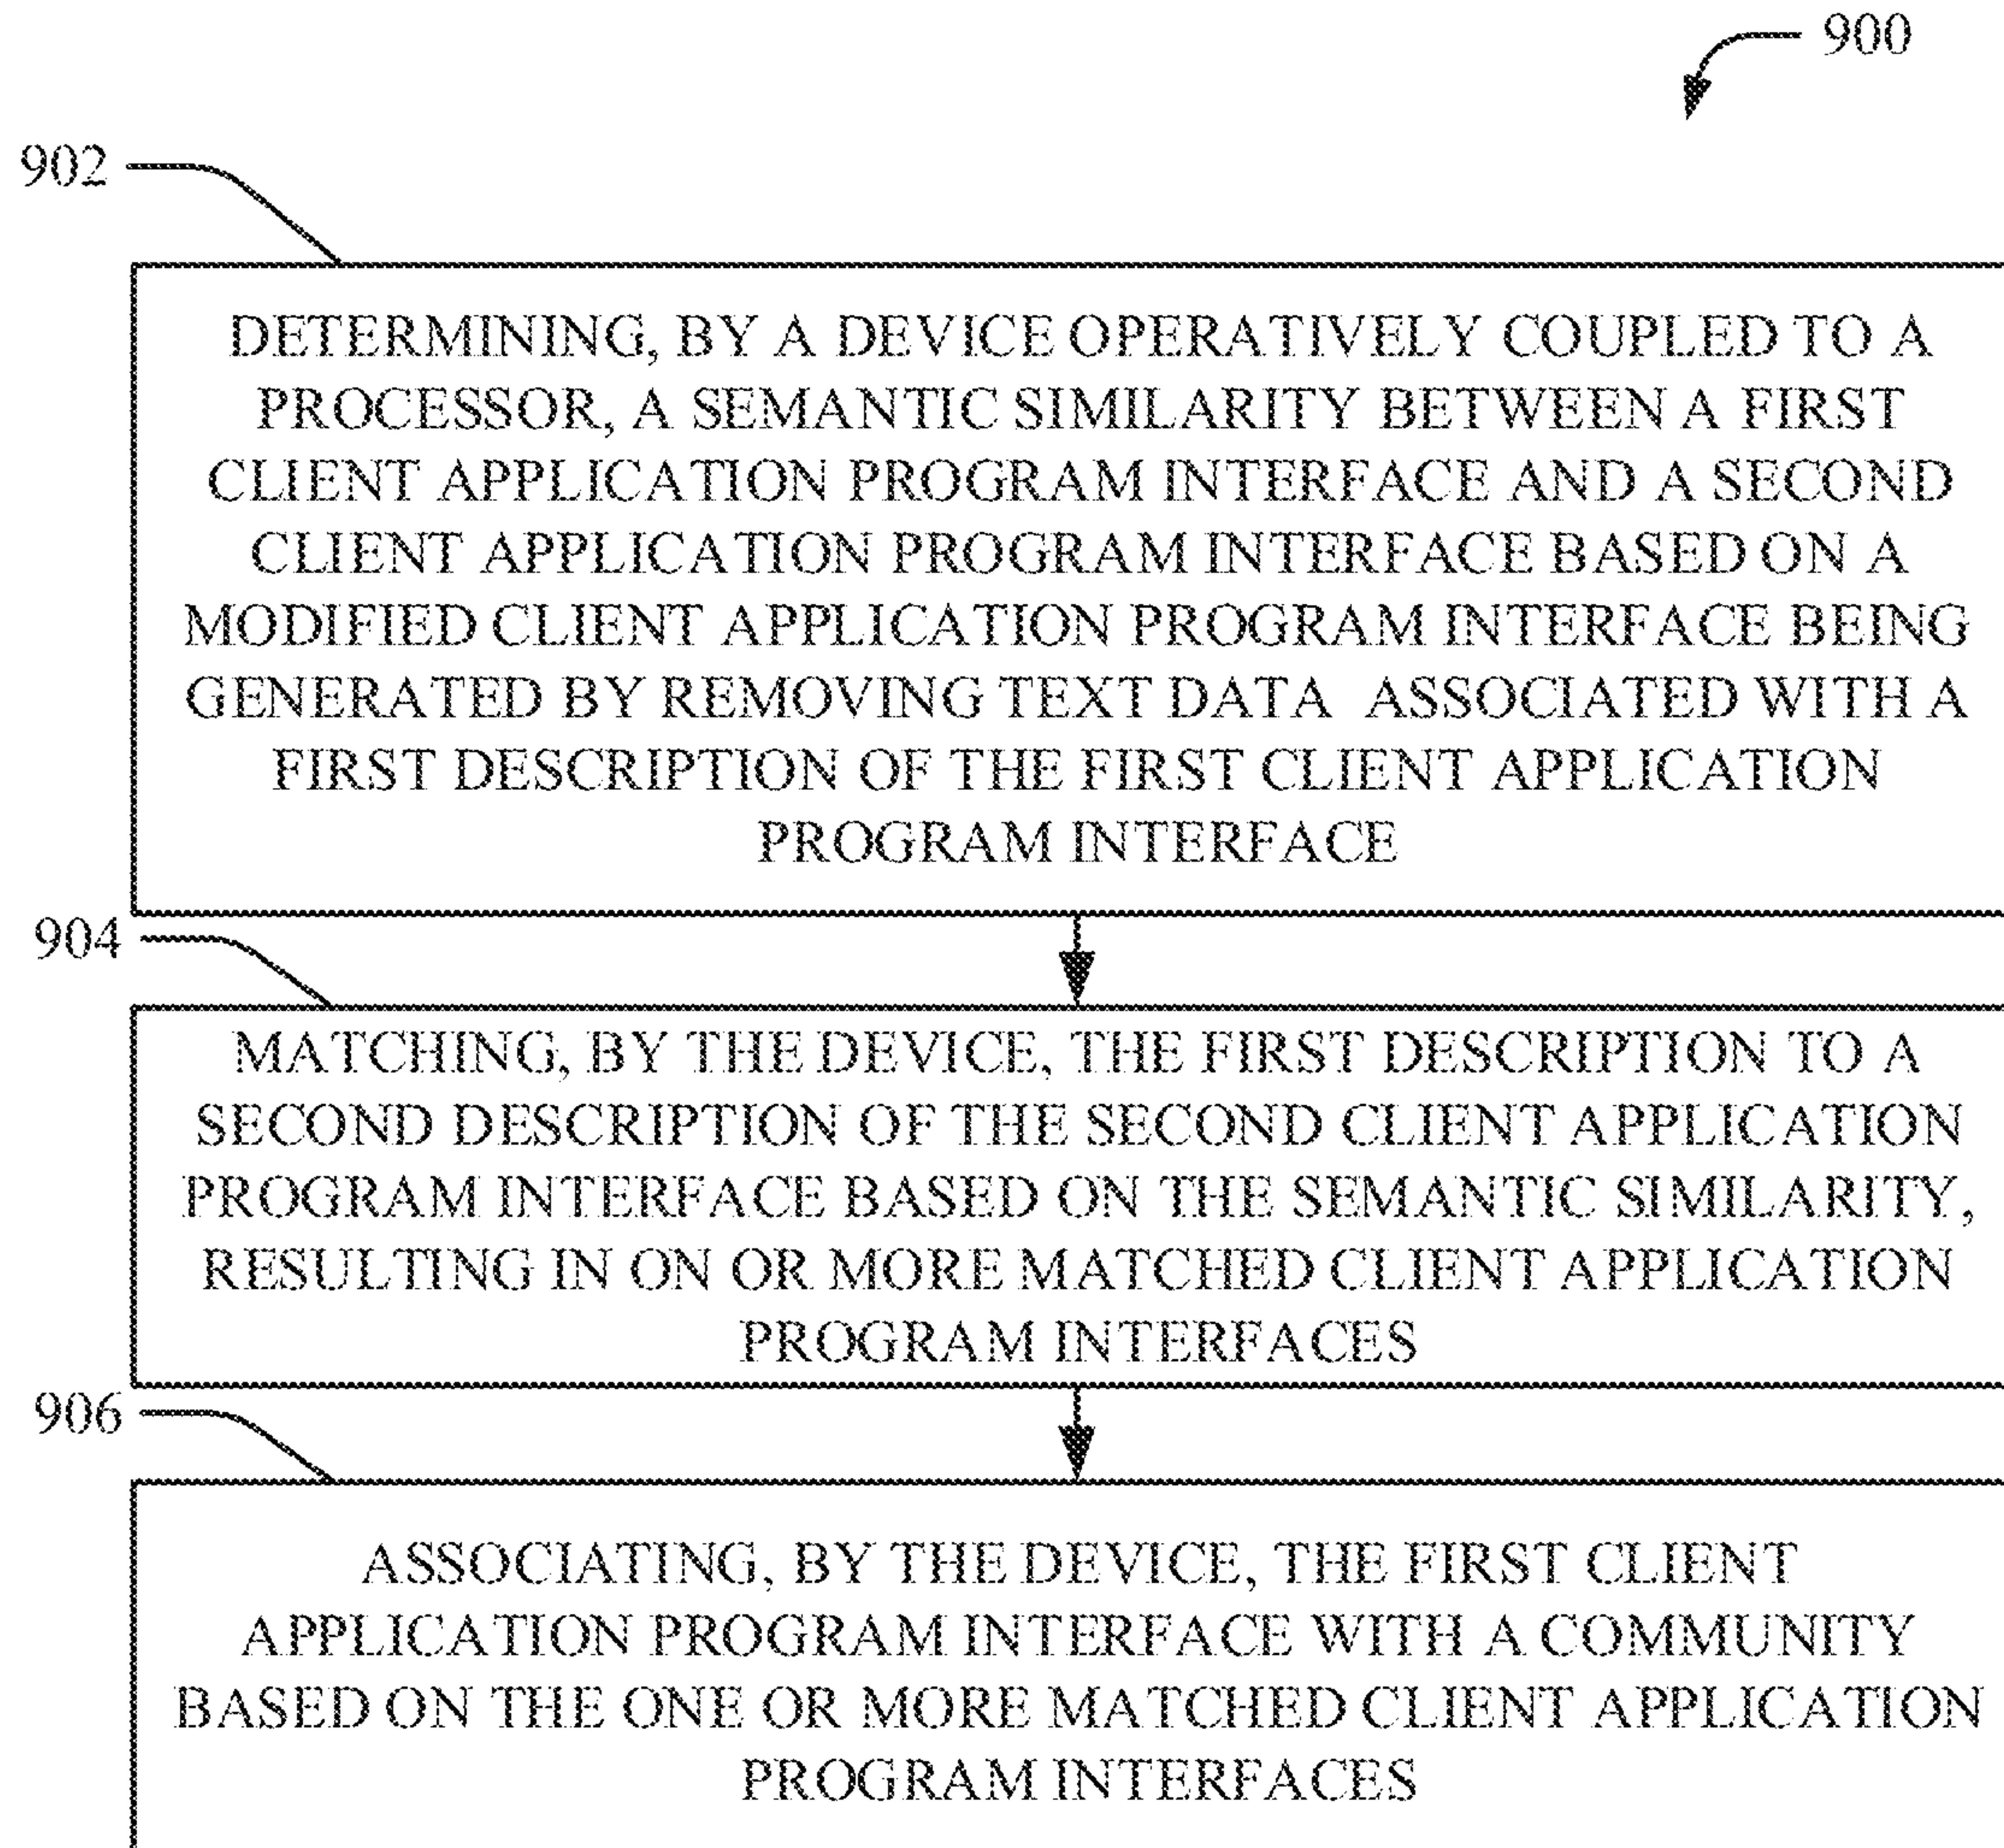 900
902
DETERMINING, BY A DEVICE OPERATIVELY COUPLED TO A
PROCESSOR, A SEMANTIC SIMILARITY BETWEEN A FIRST
CLIENT APPLICATION PROGRAM INTERFACE AND A SECOND
CLIENT APPLICATION PROGRAM INTERFACE BASED ON A
MODIFIED CLIENT APPLICATION PROGRAM INTERFACE BEING
GENERATED BY REMOVING TEXT DATA ASSOCIATED WITH A
FIRST DESCRIPTION OF THE FIRST CLIENT APPLICATION
PROGRAM INTERFACE
904
MATCHING, BY THE DEVICE, THE FIRST DESCRIPTION TO A
SECOND DESCRIPTION OF THE SECOND CLIENT APPLICATION
PROGRAM INTERFACE BASED ON THE SEMANTIC SIMILARITY,
RESULTING IN ON OR MORE MATCHED CLIENT APPLICATION
PROGRAM INTERFACES
906
ASSOCIATING, BY THE DEVICE, THE FIRST CLIENT
APPLICATION PROGRAM INTERFACE WITH A COMMUNITY
BASED ON THE ONE OR MORE MATCHED CLIENT APPLICATION
PROGRAM INTERFACES